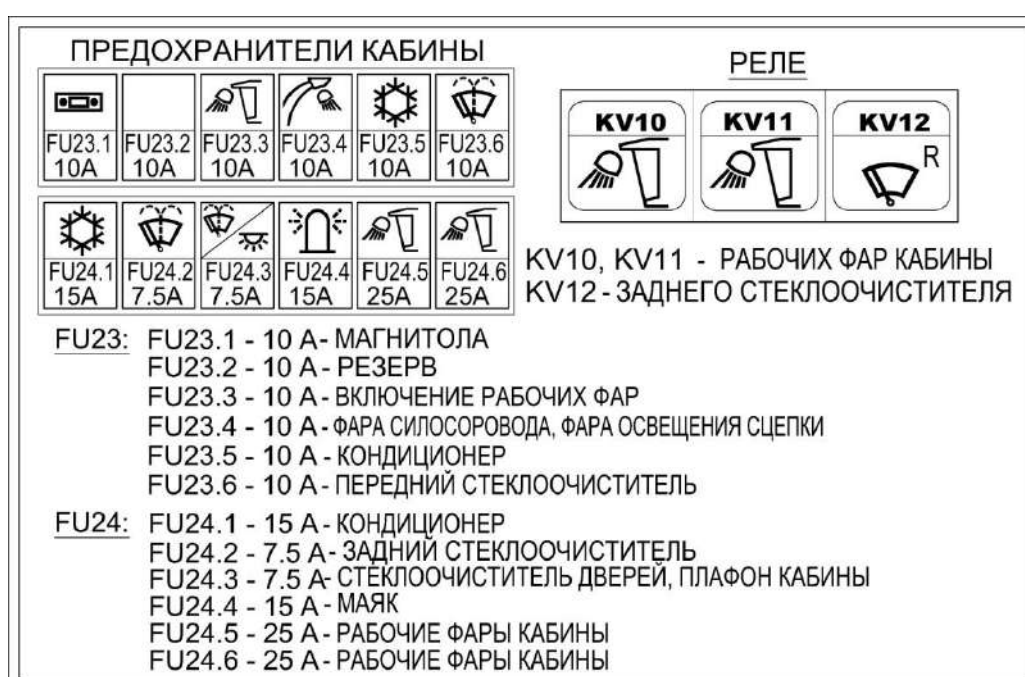 ПРЕДОХРАНИТЕЛИ КАБИНЫ
FU23.1 FU23.2 FU23.3 FU23.4 FU23.5 FU23.6
10A 10A 10A 10A 10A 10A
FU24.1 FU24.2 FU24.3 FU24.4 FU24.5 FU24.6
15A 7.5A 7.5A 15A 25A 25A
РЕЛЕ
KV10 KV11 KV12
R
KV10, KV11 - РАБОЧИХ ФАР КАБИНЫ
KV12 - ЗАДНЕГО СТЕКЛООЧИСТИТЕЛЯ
FU23: FU23.1 - 10 А - МАГНИТОЛА
FU23.2 - 10 А - РЕЗЕРВ
FU23.3 - 10 А - ВКЛЮЧЕНИЕ РАБОЧИХ ФАР
FU23.4 - 10 А - ФАРА СИЛОСОРОВОДА, ФАРА ОСВЕЩЕНИЯ СЦЕПКИ
FU23.5 - 10 А - КОНДИЦИОНЕР
FU23.6 - 10 А - ПЕРЕДНИЙ СТЕКЛООЧИСТИТЕЛЬ
FU24: FU24.1 - 15 А - КОНДИЦИОНЕР
FU24.2 - 7.5 А - ЗАДНИЙ СТЕКЛООЧИСТИТЕЛЬ
FU24.3 - 7.5 А - СТЕКЛООЧИСТИТЕЛЬ ДВЕРЕЙ, ПЛАФОН КАБИНЫ
FU24.4 - 15 А - МАЯК
FU24.5 - 25 А - РАБОЧИЕ ФАРЫ КАБИНЫ
FU24.6 - 25 А - РАБОЧИЕ ФАРЫ КАБИНЫ